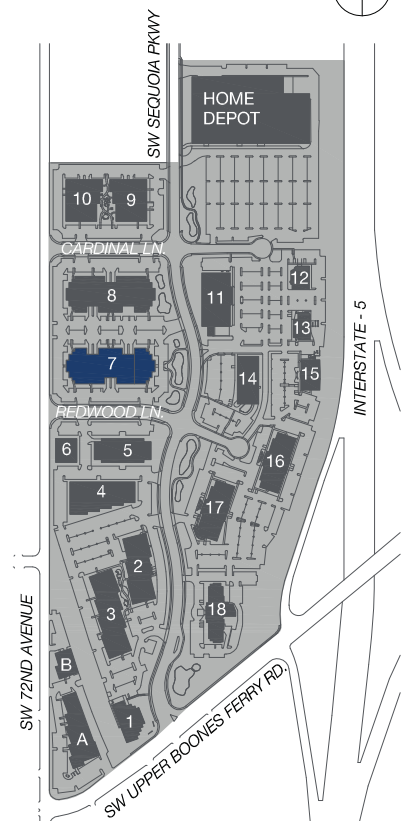 SW SEQUOIA PKWY
HOME
DEPOT
10
9
CARDINAL LN.
8
11
12
13
INTERSTATE - 5
7
14
15
REDWOOD LN.
6
5
16
4
17
2
3
18
SW 72ND AVENUE
B
A
1
SW UPPER BOONES FERRY RD.